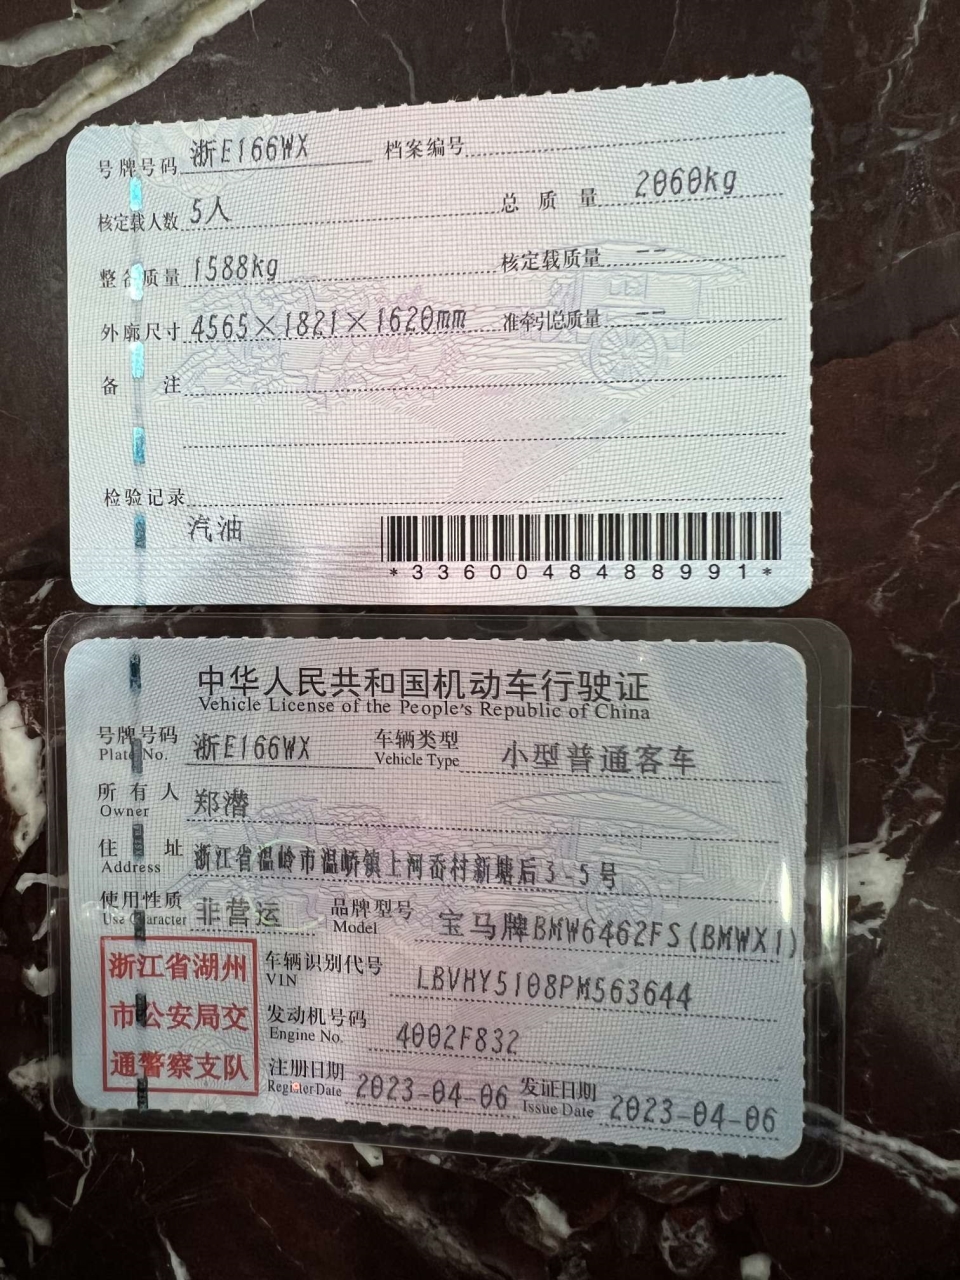 号牌号码 浙E166WX 档案编号
核定载人数 5人 总质量 2060kg
整备质量 1588kg 核定载质量 --
外廓尺寸 4565×1821×1620mm 准牵引总质量 --
备注
检验记录
汽油
*3360048488991*
中华人民共和国机动车行驶证
Vehicle License of the People's Republic of China
号牌号码 浙E166WX 车辆类型 小型普通客车
Plate No. Vehicle Type
所有人 郑潜
Owner
住址 浙江省温岭市温峤镇上河岙村新塘后3-5号
Address
使用性质 非营运 品牌型号 宝马牌BMW6462FS(BMWX1)
Use Character Model
浙江省湖州
市公安局交
通警察支队
车辆识别代号 LBVHY5108PM563644
VIN
发动机号码 4002F832
Engine No.
注册日期 2023-04-06 发证日期 2023-04-06
Register Date Issue Date